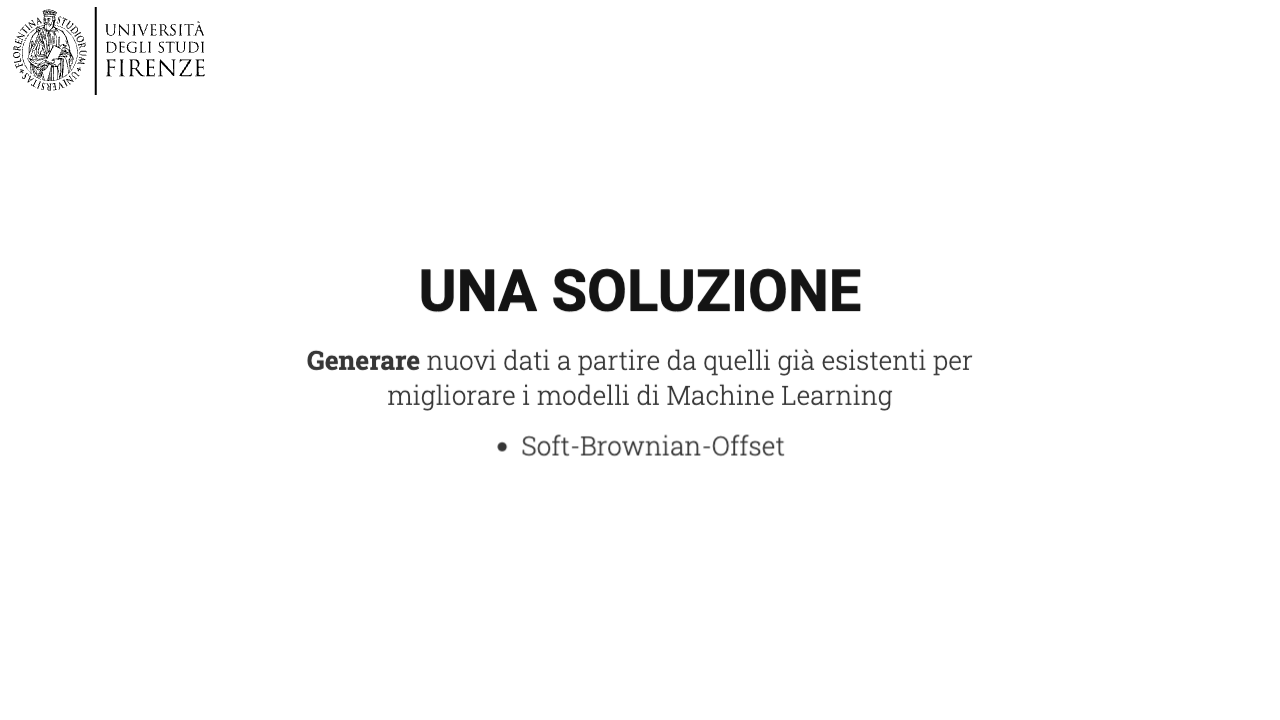 FLORENTINA STUDIORUM UNIVERSITAS
UNIVERSITÀ
DEGLI STUDI
FIRENZE
UNA SOLUZIONE
Generare nuovi dati a partire da quelli già esistenti per
migliorare i modelli di Machine Learning
• Soft-Brownian-Offset